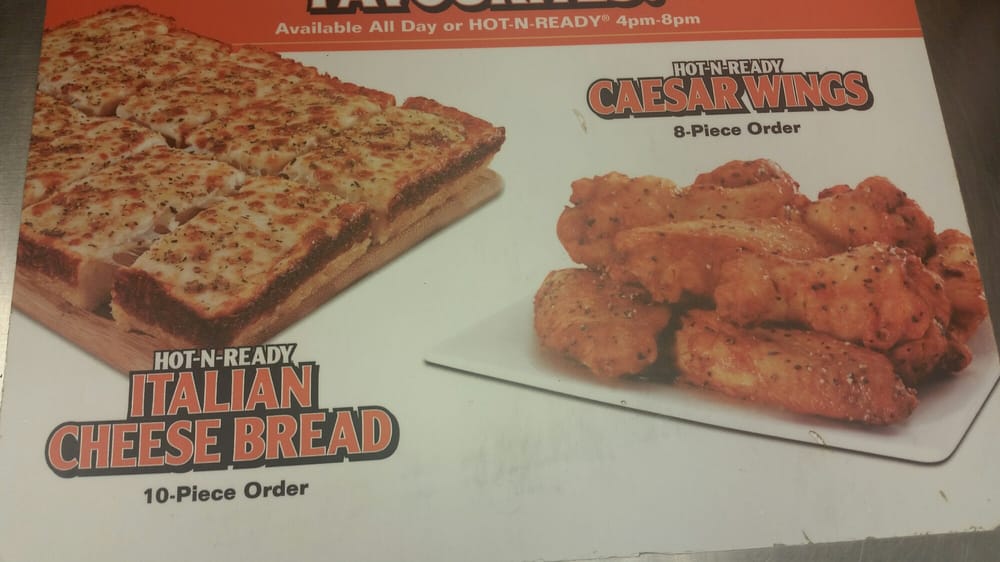 FAVOURITES!
Available All Day or HOT-N-READY® 4pm-8pm
HOT-N-READY
CAESAR WINGS
8-Piece Order
HOT-N-READY
ITALIAN
CHEESE BREAD
10-Piece Order